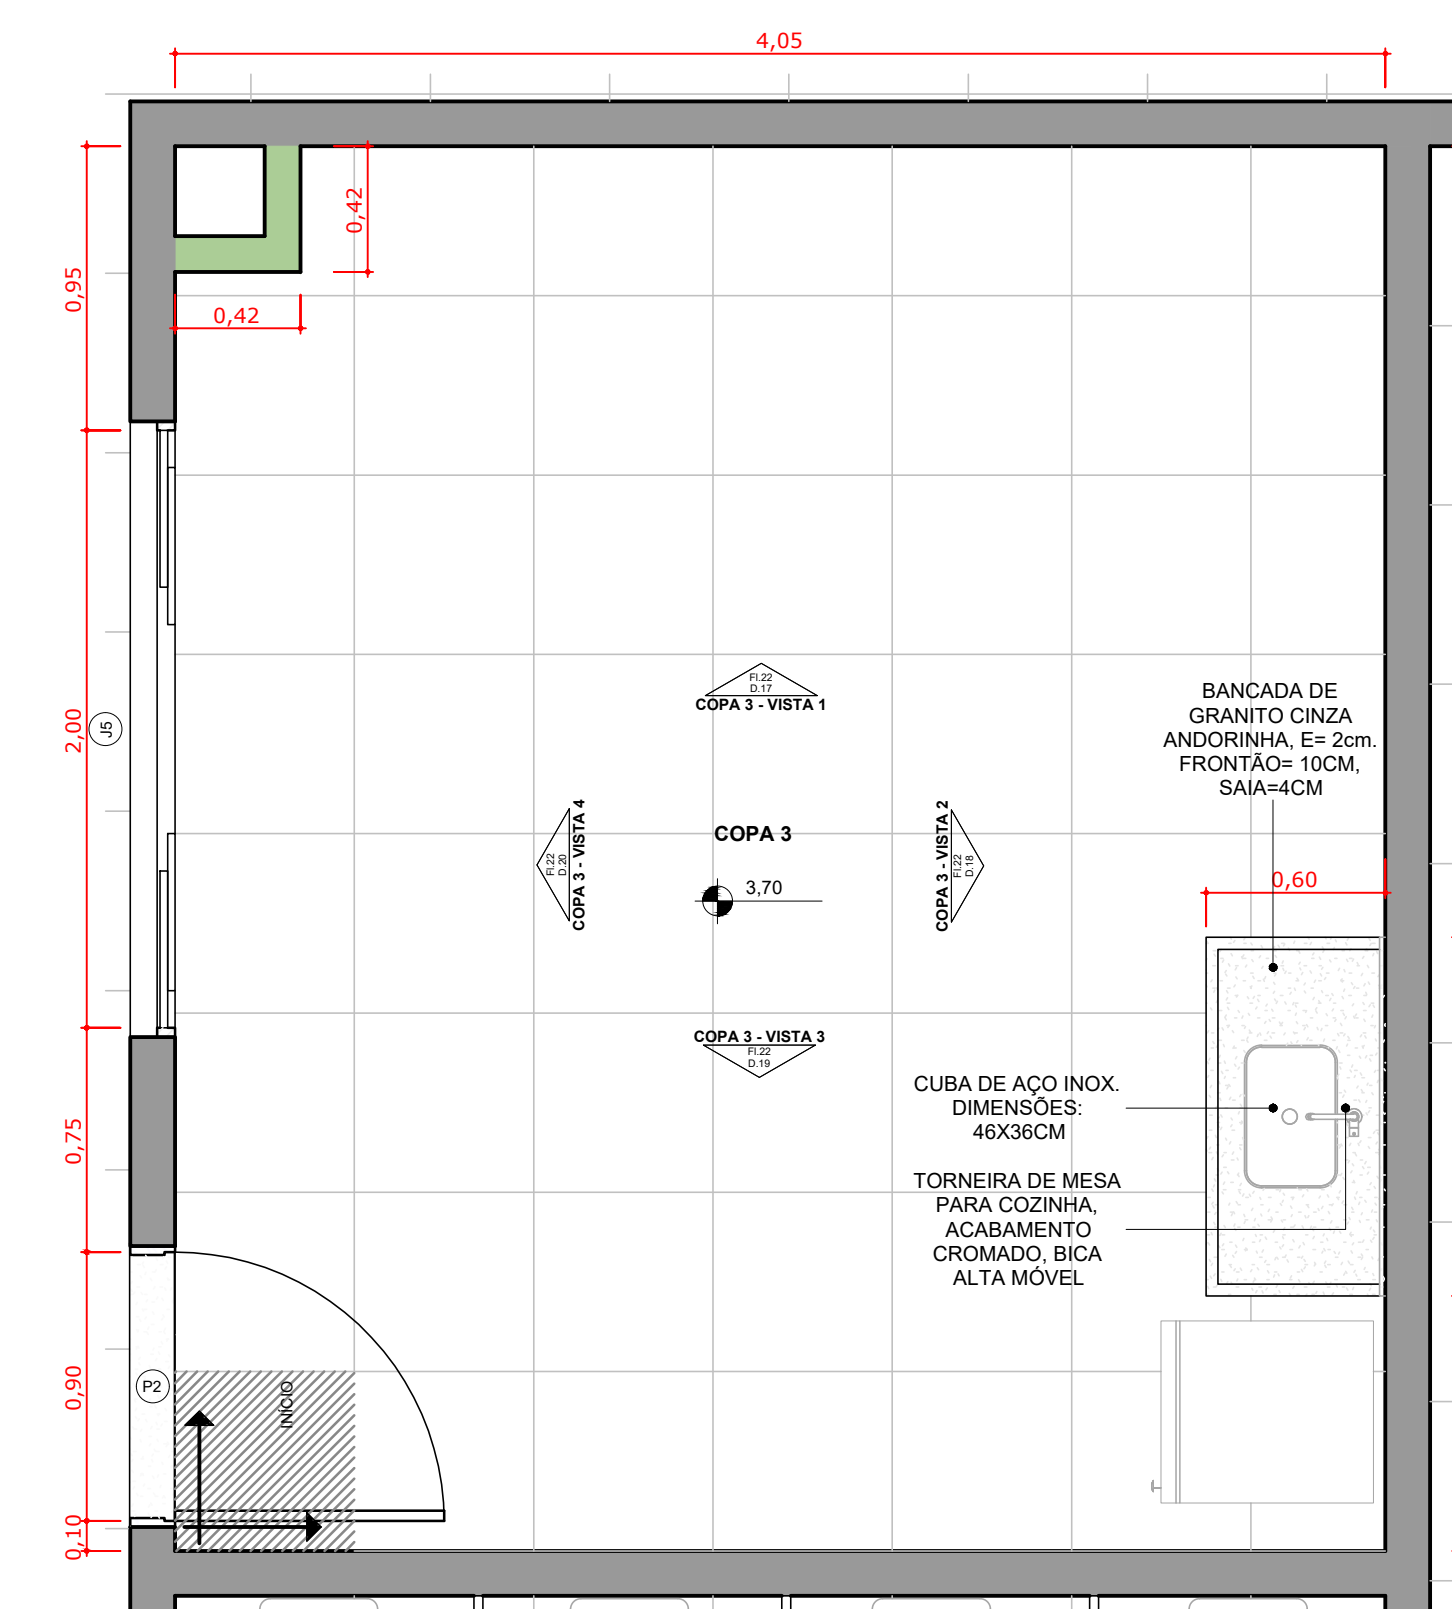 4,05
0,42
0,95
0,42
2,00
J5
Fl.22
D.17
COPA 3 - VISTA 1
BANCADA DE
GRANITO CINZA
ANDORINHA, E= 2cm.
FRONTÃO= 10CM,
SAIA=4CM
Fl.22
D.20
COPA 3 - VISTA 4
COPA 3
3,70
COPA 3 - VISTA 2
Fl.22
D.18
0,60
COPA 3 - VISTA 3
Fl.22
D.19
CUBA DE AÇO INOX.
DIMENSÕES:
46X36CM
0,75
TORNEIRA DE MESA
PARA COZINHA,
ACABAMENTO
CROMADO, BICA
ALTA MÓVEL
0,90
P2
INÍCIO
0,10